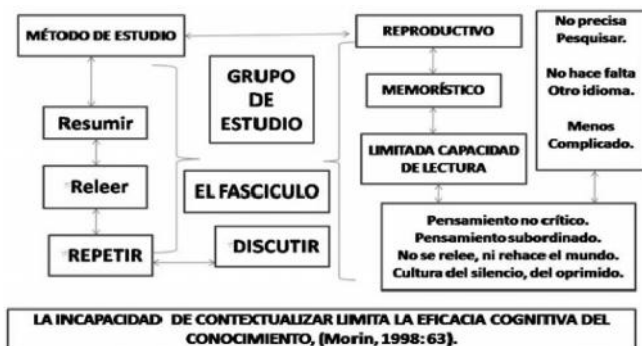 MÉTODO DE ESTUDIO
Resumir
Releer
REPETIR
GRUPO
DE
ESTUDIO
EL FASCICULO
DISCUTIR
REPRODUCTIVO
MEMORÍSTICO
LIMITADA CAPACIDAD
DE LECTURA
No precisa
Pesquisar.
No hace falta
Otro idioma.
Menos
Complicado.
Pensamiento no crítico.
Pensamiento subordinado.
No se relee, ni rehace el mundo.
Cultura del silencio, del oprimido.
LA INCAPACIDAD DE CONTEXTUALIZAR LIMITA LA EFICACIA COGNITIVA DEL
CONOCIMIENTO, (Morin, 1998: 63).